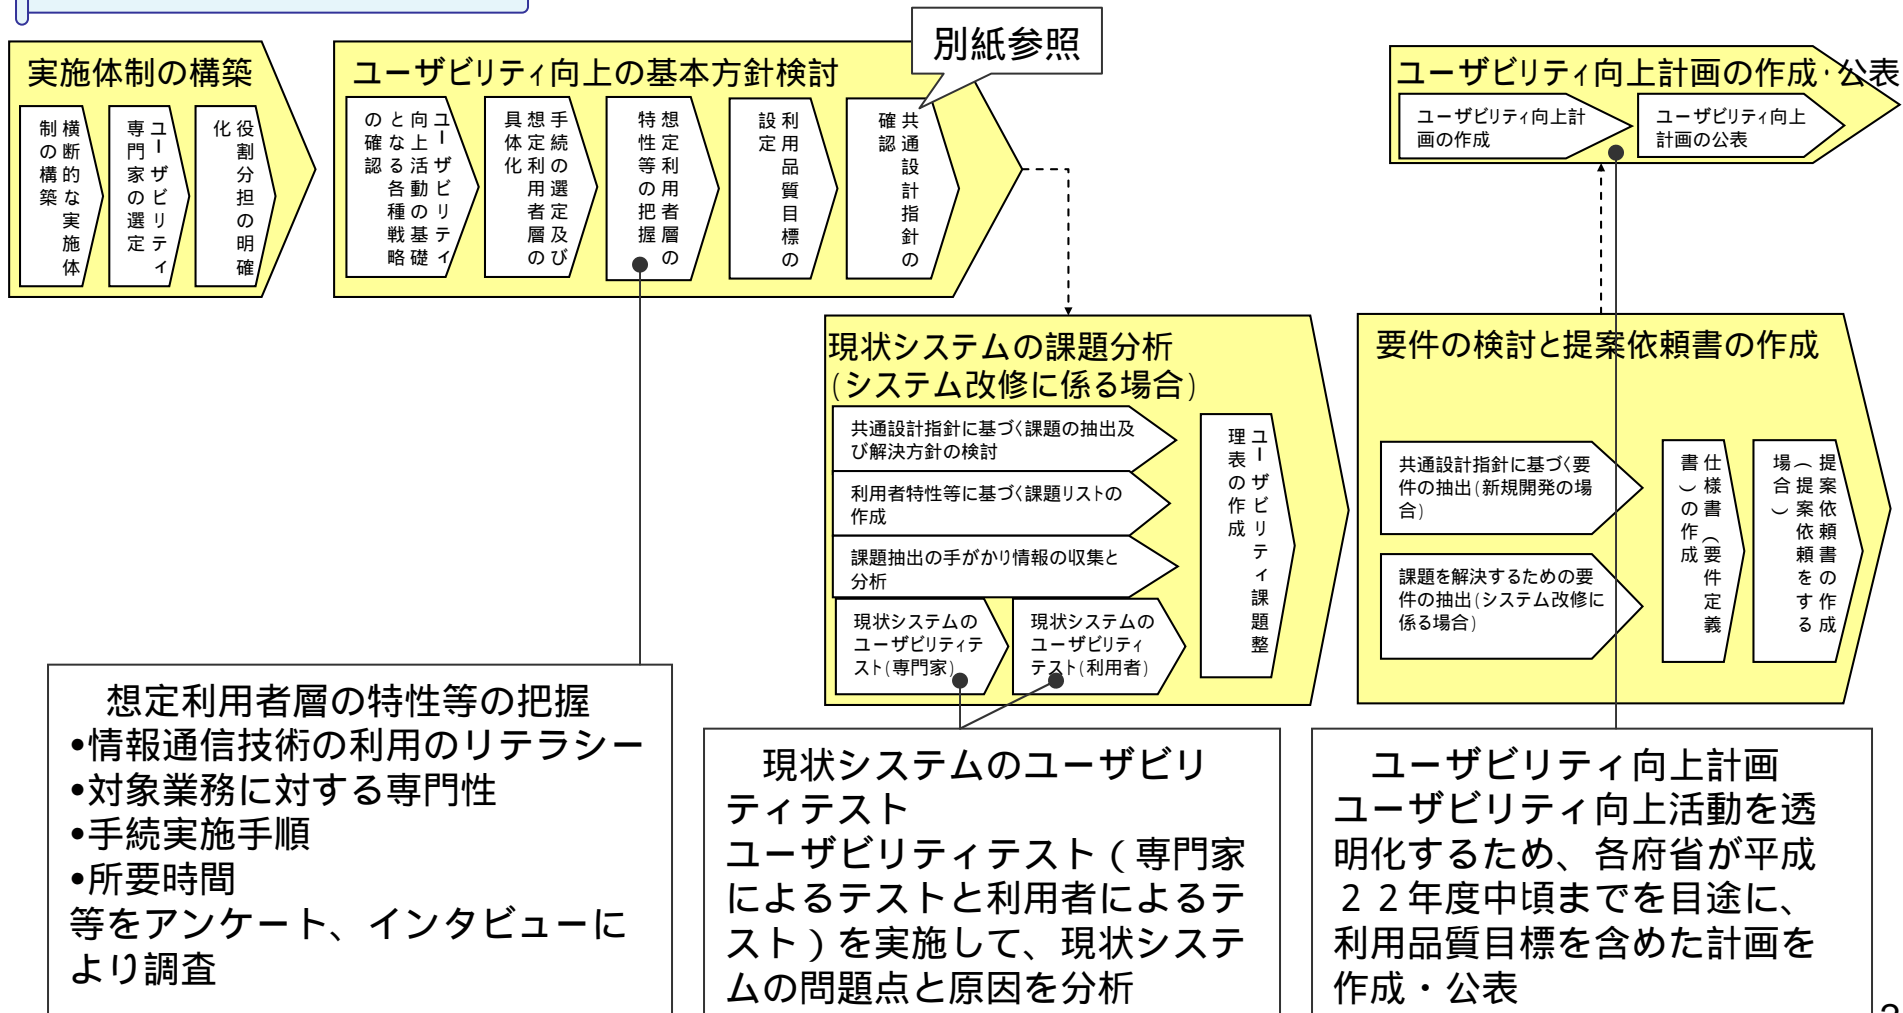 別紙参照
実施体制の構築
横断的な実施体
制の構築
ユーザビリティ
専門家の選定
役割分担の明確
化
ユーザビリティ向上の基本方針検討
ユーザビリティ
向上活動の基礎
となる各種戦略
の確認
手続の選定及び
想定利用者層の
具体化
想定利用者層の
特性等の把握
利用品質目標の
設定
共通設計指針の
確認
ユーザビリティ向上計画の作成・公表
ユーザビリティ向上計
画の作成
ユーザビリティ向上
計画の公表
現状システムの課題分析
(システム改修に係る場合)
共通設計指針に基づく課題の抽出及
び解決方針の検討
利用者特性等に基づく課題リストの
作成
課題抽出の手がかり情報の収集と
分析
現状システムの
ユーザビリティテ
スト(専門家)
現状システムの
ユーザビリティ
テスト(利用者)
ユーザビリティ課題整
理表の作成
要件の検討と提案依頼書の作成
共通設計指針に基づく要
件の抽出(新規開発の場
合)
課題を解決するための要
件の抽出(システム改修に
係る場合)
仕様書(要件定義
書)の作成
提案依頼書の作成
(提案依頼をする
場合)
想定利用者層の特性等の把握
•情報通信技術の利用のリテラシー
•対象業務に対する専門性
•手続実施手順
•所要時間
等をアンケート、インタビューに
より調査
現状システムのユーザビリ
ティテスト
ユーザビリティテスト(専門家
によるテストと利用者によるテ
スト)を実施して、現状システ
ムの問題点と原因を分析
ユーザビリティ向上計画
ユーザビリティ向上活動を透
明化するため、各府省が平成
22年度中頃までを目途に、
利用品質目標を含めた計画を
作成・公表